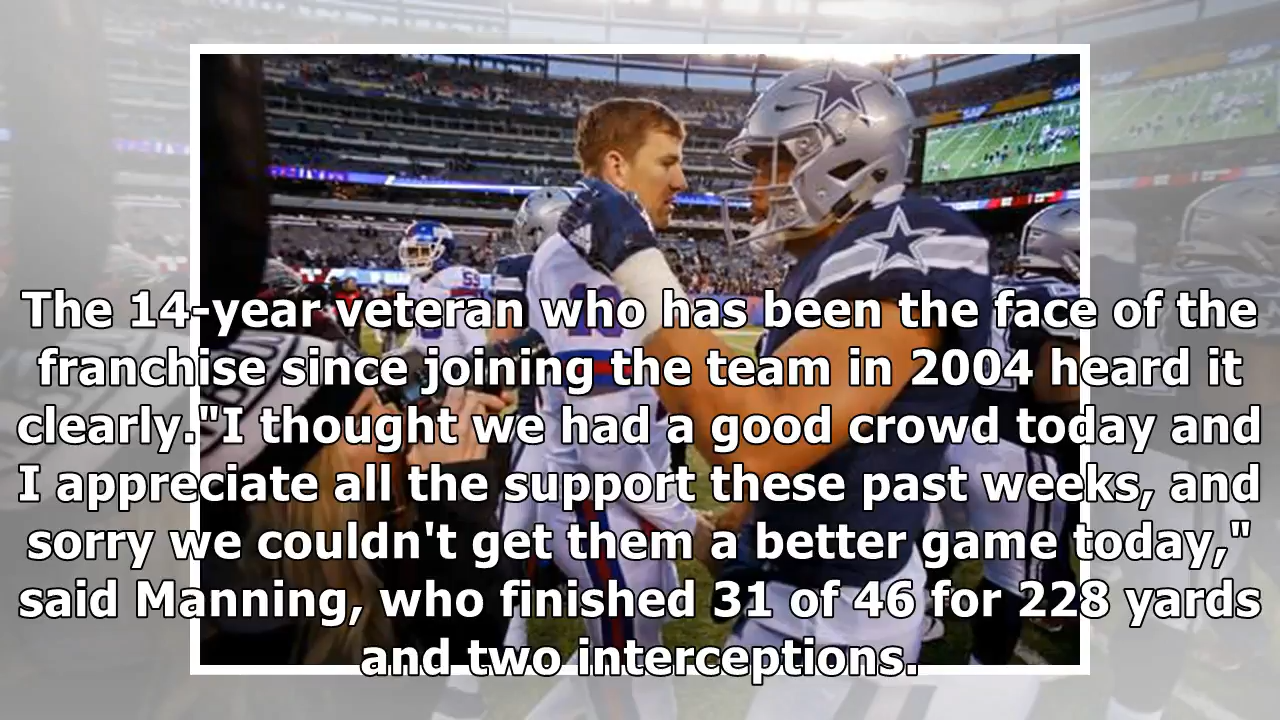 SAP
SAP
The 14-year veteran who has been the face of the
franchise since joining the team in 2004 heard it
clearly."I thought we had a good crowd today and
I appreciate all the support these past weeks, and
sorry we couldn't get them a better game today,"
said Manning, who finished 31 of 46 for 228 yards
and two interceptions.